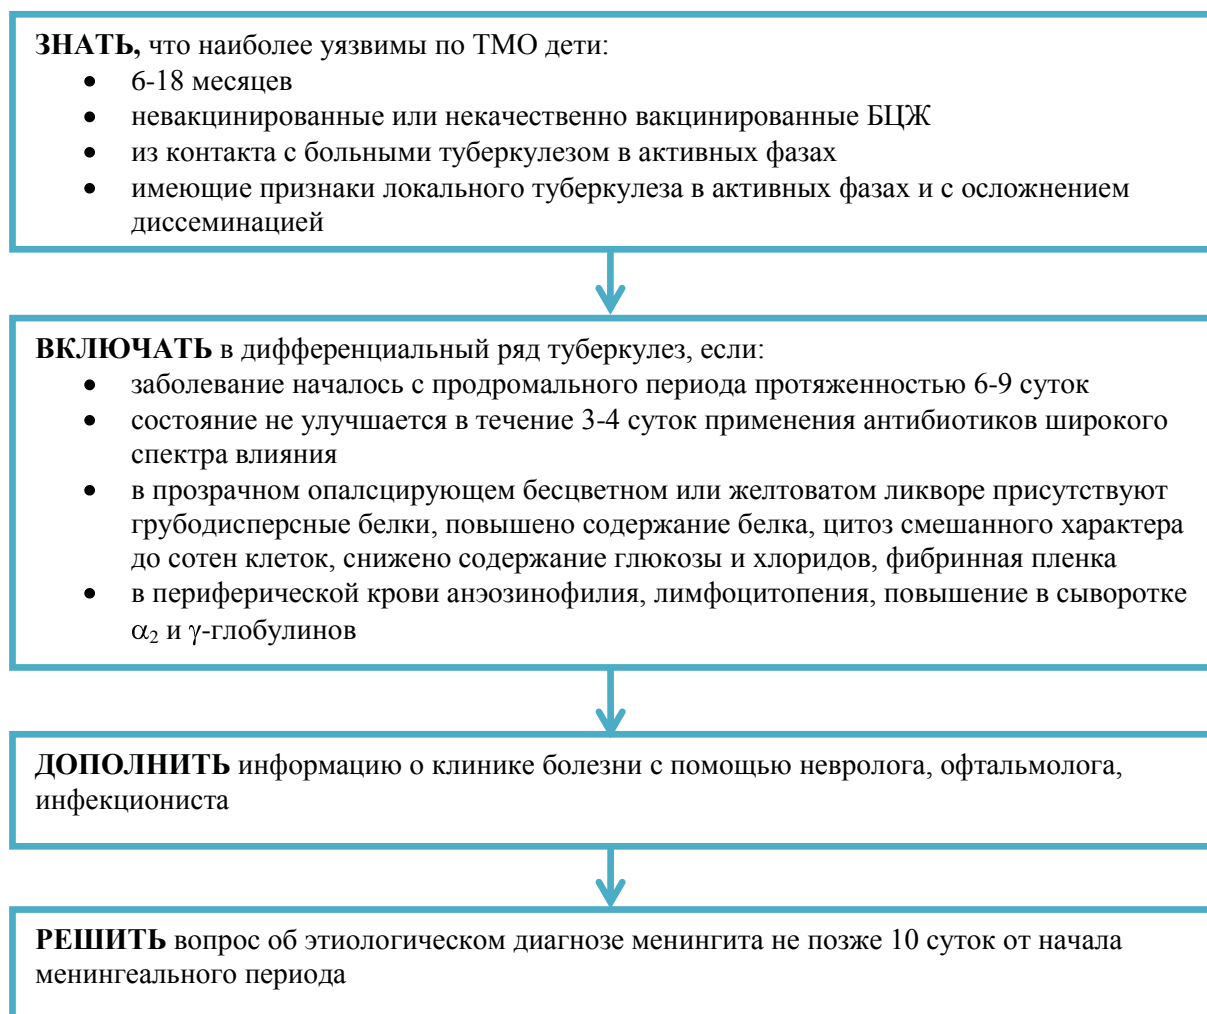 ЗНАТЬ, что наиболее уязвимы по ТМО дети:
• 6-18 месяцев
• невакцинированные или некачественно вакцинированные БЦЖ
• из контакта с больными туберкулезом в активных фазах
• имеющие признаки локального туберкулеза в активных фазах и с осложнением
диссеминацией
ВКЛЮЧАТЬ в дифференциальный ряд туберкулез, если:
• заболевание началось с продромального периода протяженностью 6-9 суток
• состояние не улучшается в течение 3-4 суток применения антибиотиков широкого
спектра влияния
• в прозрачном опалсцирующем бесцветном или желтоватом ликворе присутствуют
грубодисперсные белки, повышено содержание белка, цитоз смешанного характера
до сотен клеток, снижено содержание глюкозы и хлоридов, фибринная пленка
• в периферической крови анэозинофилия, лимфоцитопения, повышение в сыворотке
α₂ и γ-глобулинов
ДОПОЛНИТЬ информацию о клинике болезни с помощью невролога, офтальмолога,
инфекциониста
РЕШИТЬ вопрос об этиологическом диагнозе менингита не позже 10 суток от начала
менингеального периода